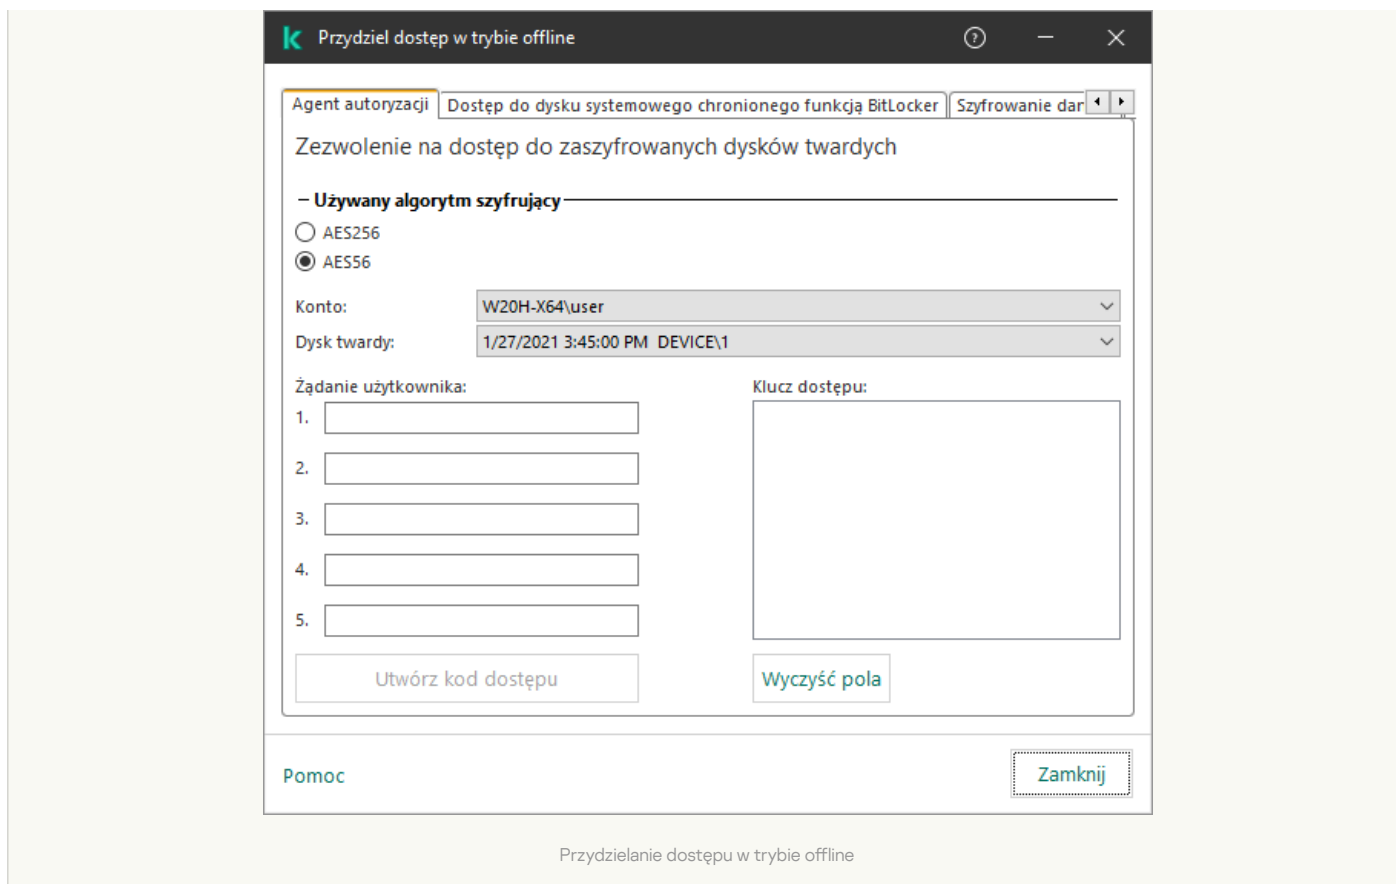 Przydziel dostęp w trybie offline
Agent autoryzacji Dostęp do dysku systemowego chronionego funkcją BitLocker Szyfrowanie dar
Zezwolenie na dostęp do zaszyfrowanych dysków twardych
Używany algorytm szyfrujący
AES256
AES56
Konto: W20H-X64\user
Dysk twardy: 1/27/2021 3:45:00 PM DEVICE\1
Żądanie użytkownika: Klucz dostępu:
1.
2.
3.
4.
5.
Utwórz kod dostępu Wyczyść pola
Pomoc Zamknij
Przydzielanie dostępu w trybie offline